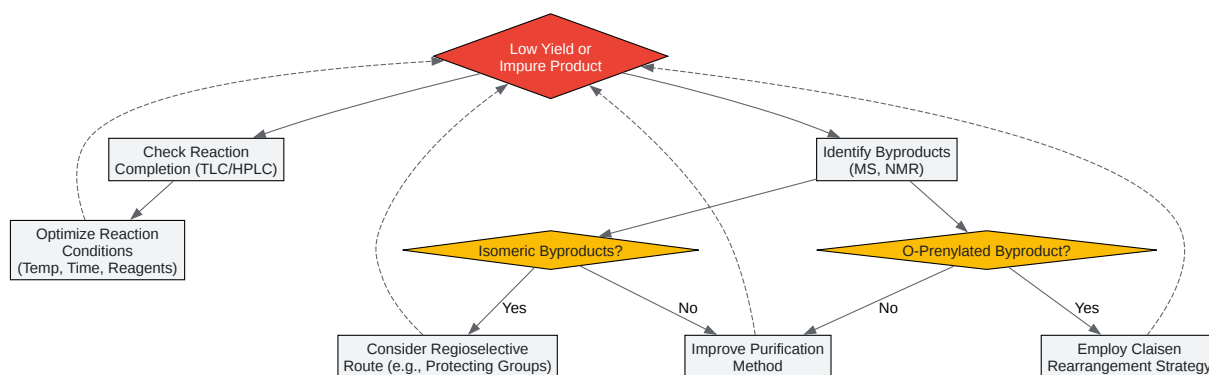 Low Yield or
Impure Product
Check Reaction
Completion (TLC/HPLC)
Identify Byproducts
(MS, NMR)
Optimize Reaction
Conditions
(Temp, Time, Reagents)
Isomeric Byproducts?
O-Prenylated Byproduct?
Yes
No
No
Yes
Consider Regioselective
Route (e.g., Protecting Groups)
Improve Purification
Method
Employ Claisen
Rearrangement Strategy